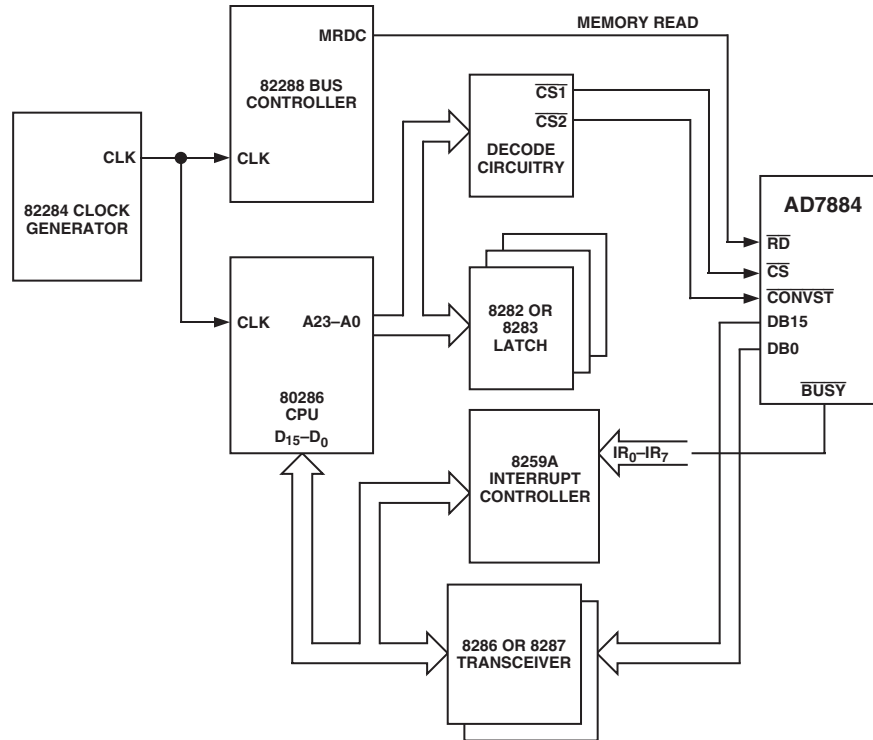 MEMORY READ
MRDC
82288 BUS
CONTROLLER
CLK
CLK
82284 CLOCK
GENERATOR
CS1
CS2
DECODE
CIRCUITRY
AD7884
RD
CS
CONVST
DB15
DB0
BUSY
CLK
A23–A0
80286
CPU
D15–D0
8282 OR
8283
LATCH
8259A
INTERRUPT
CONTROLLER
IR0–IR7
8286 OR 8287
TRANSCEIVER